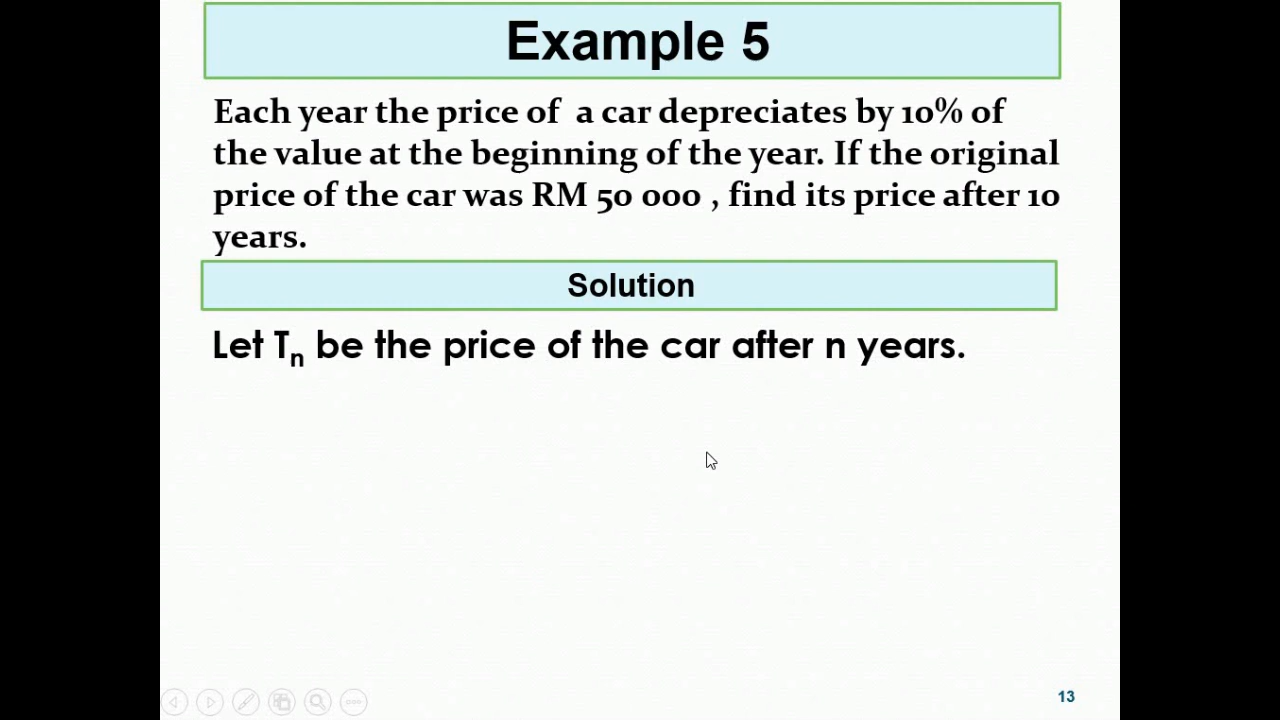 Example 5
Each year the price of a car depreciates by 10% of
the value at the beginning of the year. If the original
price of the car was RM 50 000 , find its price after 10
years.
Solution
Let Tn be the price of the car after n years.
13